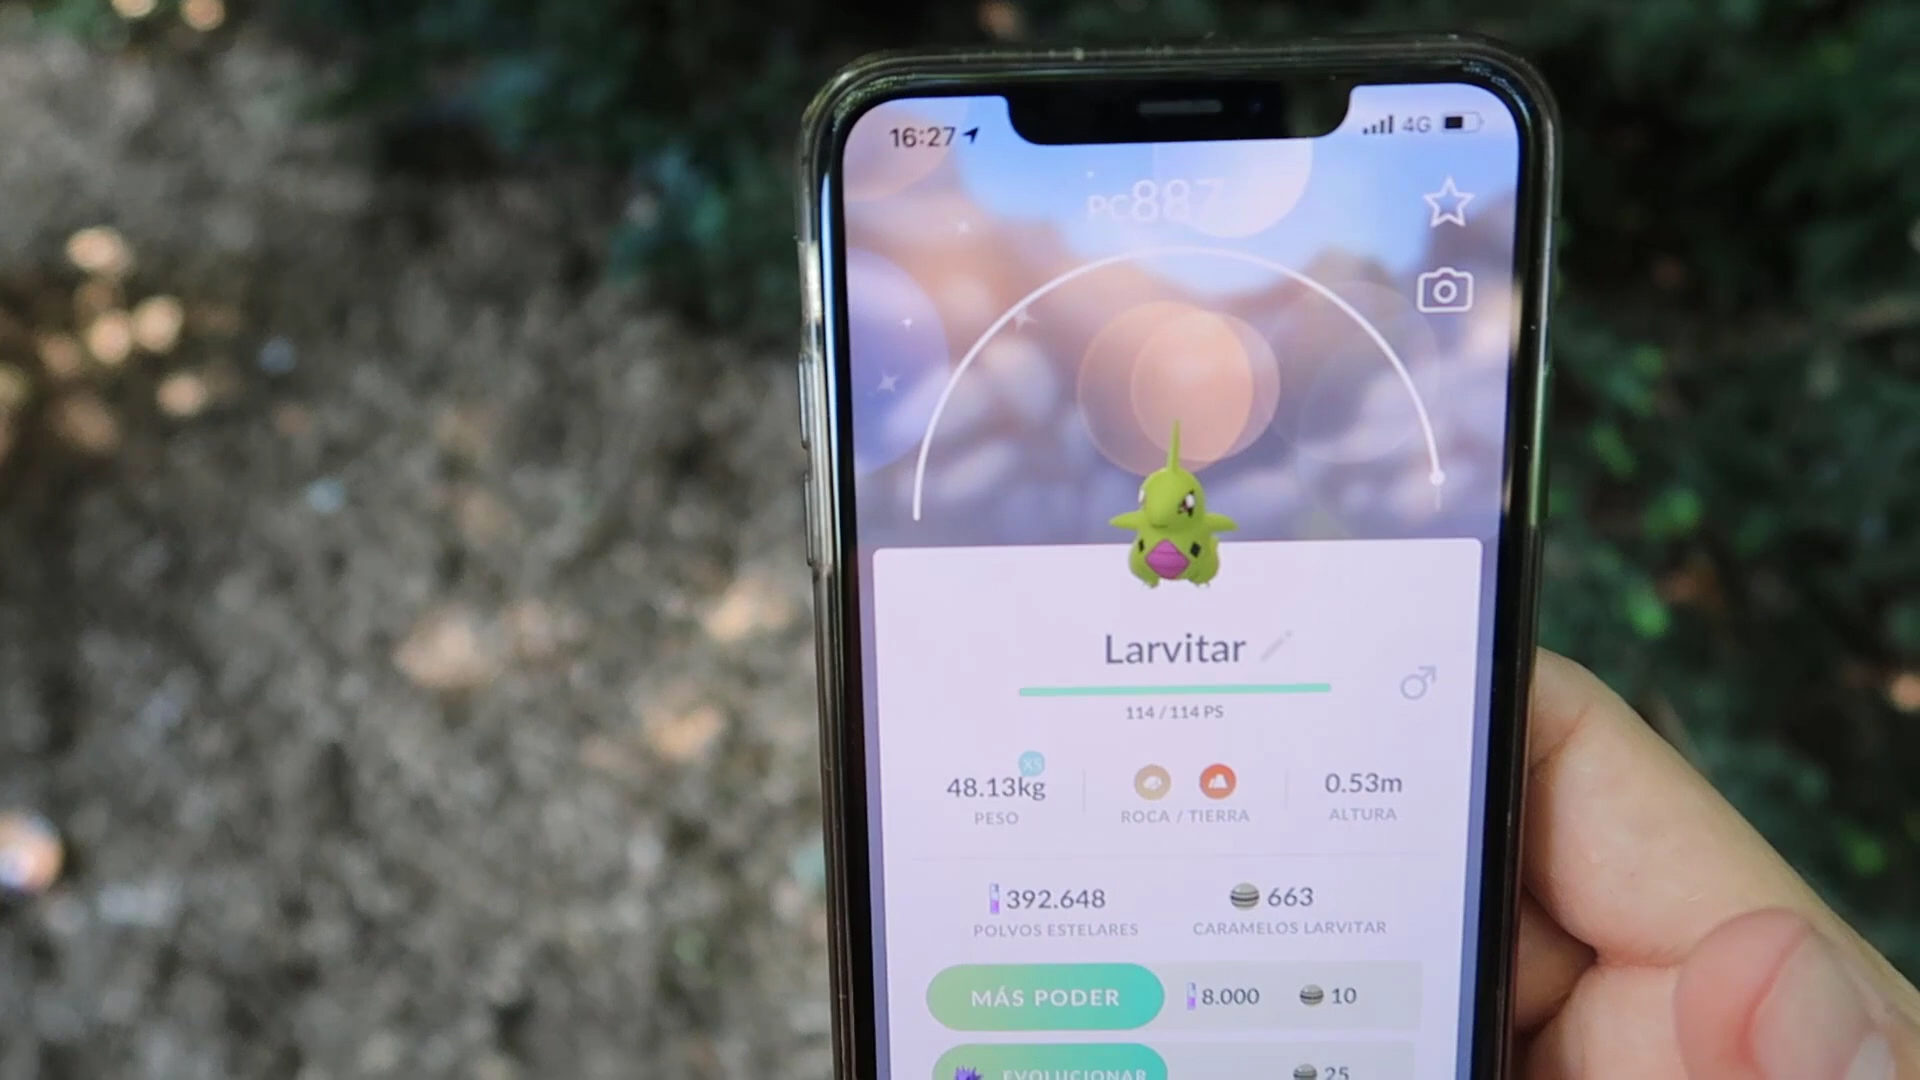 16:27 4G
PC887
Larvitar
114 / 114 PS
XS
48.13kg
PESO
ROCA / TIERRA
0.53m
ALTURA
392.648
POLVOS ESTELARES
663
CARAMELOS LARVITAR
MÁS PODER 8.000 10
EVOLUCIONAR 25